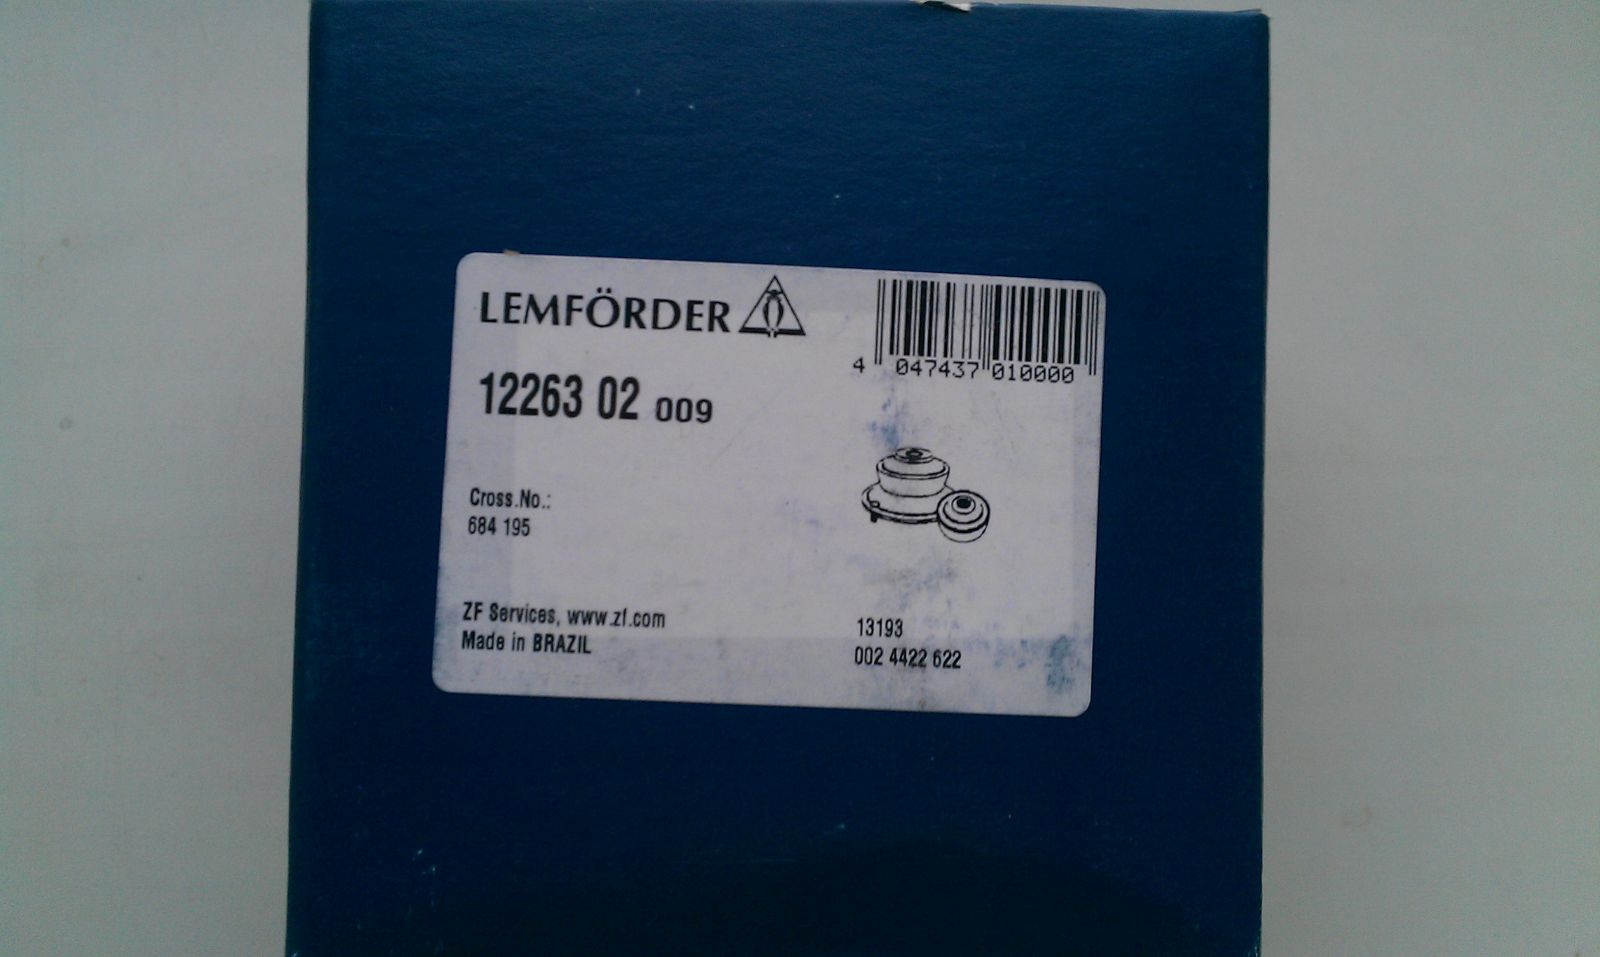 LEMFÖRDER
4 047437 010000
12263 02 009
Cross.No.:
684 195
ZF Services, www.zf.com
Made in BRAZIL
13193
002 4422 622